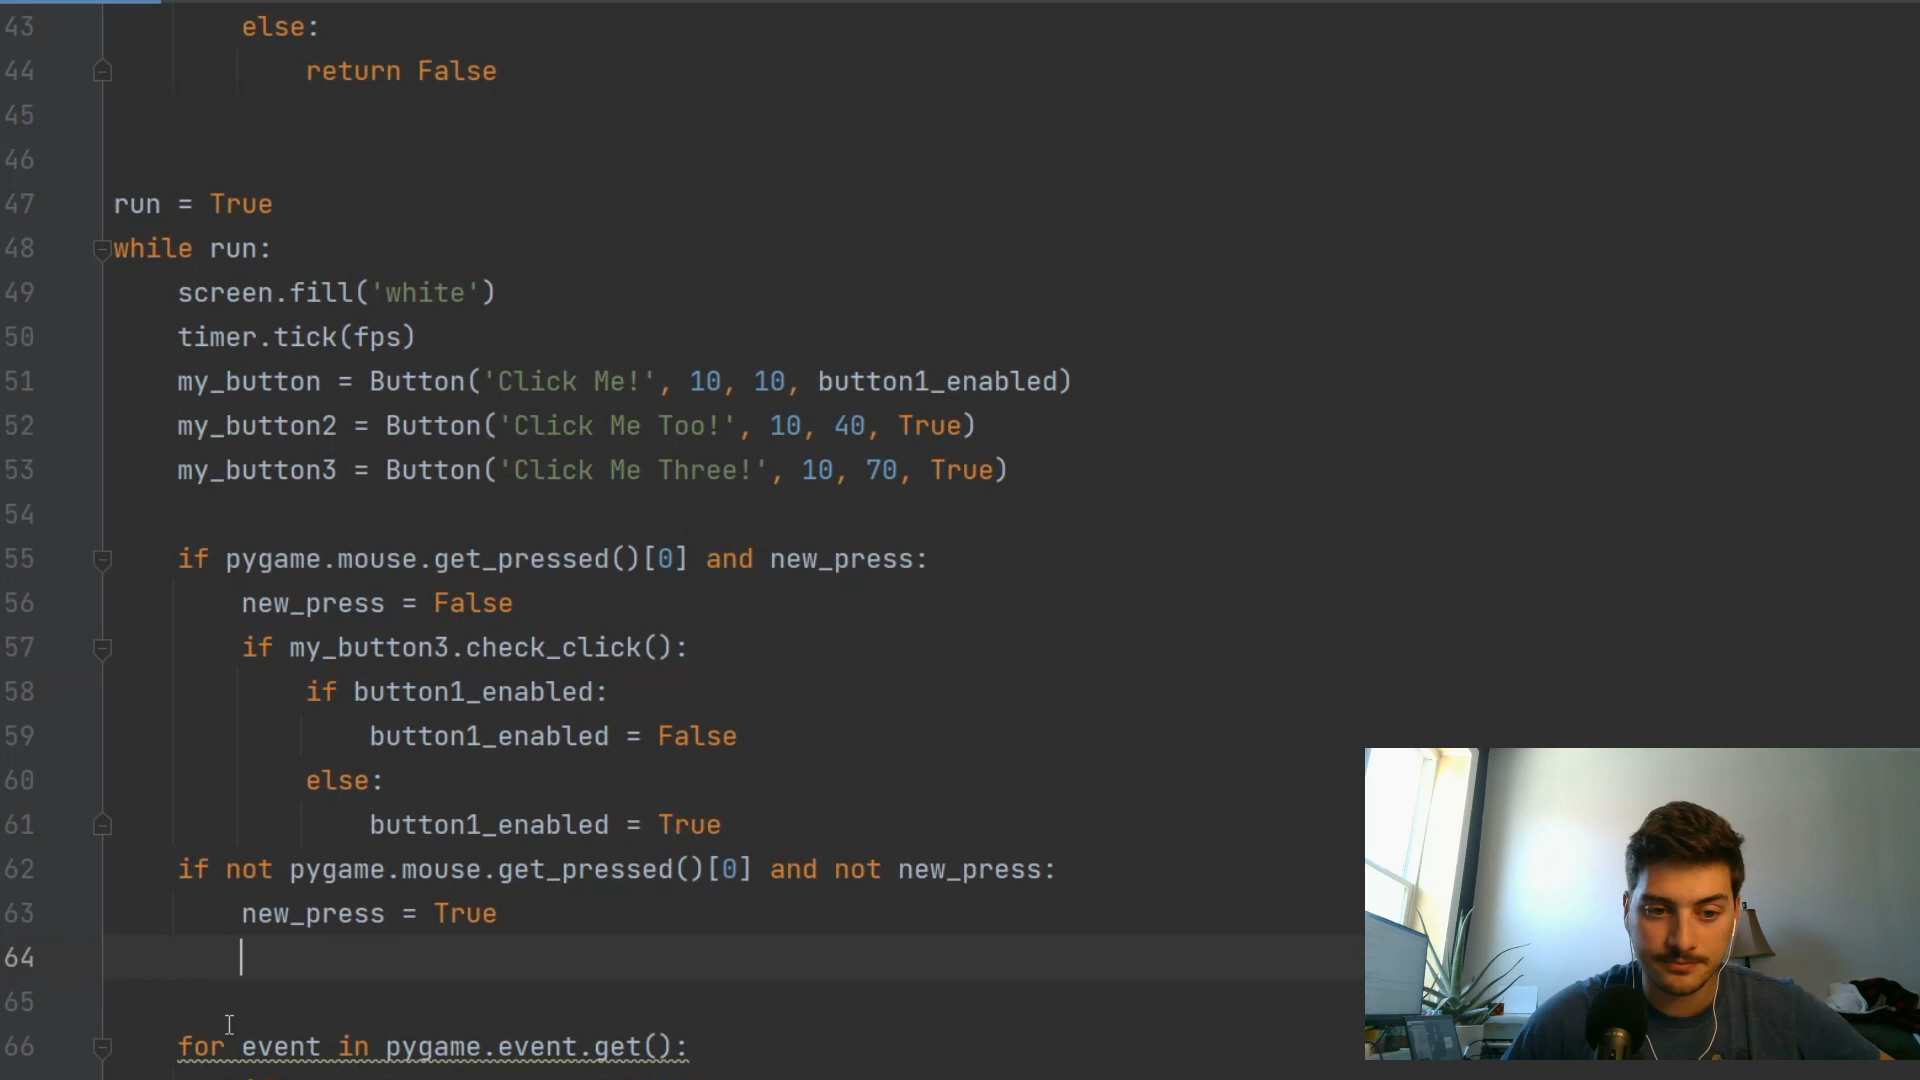 43 else:
44 return False
45
46
47 run = True
48 while run:
49 screen.fill('white')
50 timer.tick(fps)
51 my_button = Button('Click Me!', 10, 10, button1_enabled)
52 my_button2 = Button('Click Me Too!', 10, 40, True)
53 my_button3 = Button('Click Me Three!', 10, 70, True)
54
55 if pygame.mouse.get_pressed()[0] and new_press:
56 new_press = False
57 if my_button3.check_click():
58 if button1_enabled:
59 button1_enabled = False
60 else:
61 button1_enabled = True
62 if not pygame.mouse.get_pressed()[0] and not new_press:
63 new_press = True
64
65
66 for event in pygame.event.get():